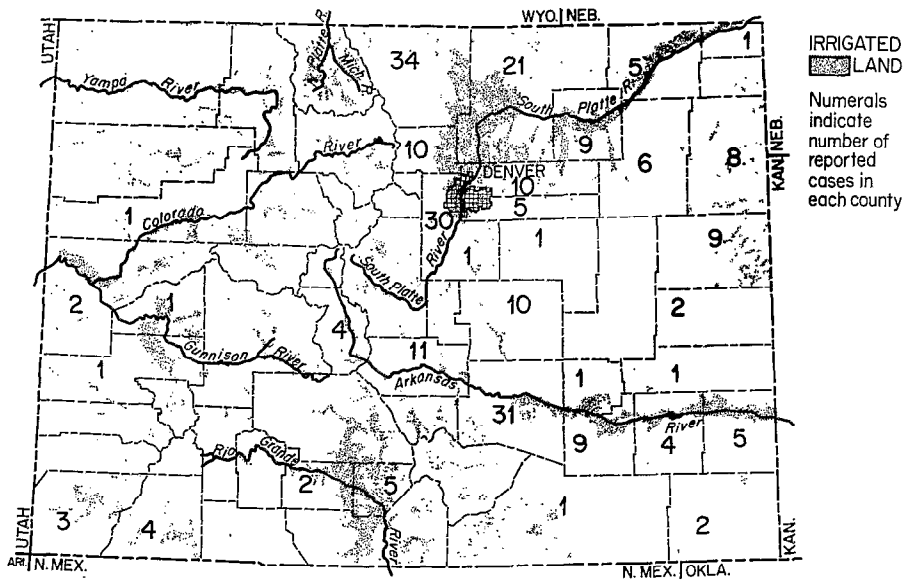 WYO. NEB.
UTAH
Platte R.
Mich. R.
34
21
5
1
IRRIGATED
LAND
Numerals
indicate
number of
reported
cases in
each county
Yampa River
South Platte R.
9
10
River
6
8
KAN. NEB.
DENVER
10
5
30
1
Colorado
River
1
1
9
South Platte
2
1
10
2
4
Gunnison River
11
1
Arkansas
1
1
31
River
9
4
5
Rio Grande
2
5
1
3
4
2
River
UTAH
KAN.
ARI. N. MEX.
N. MEX. OKLA.